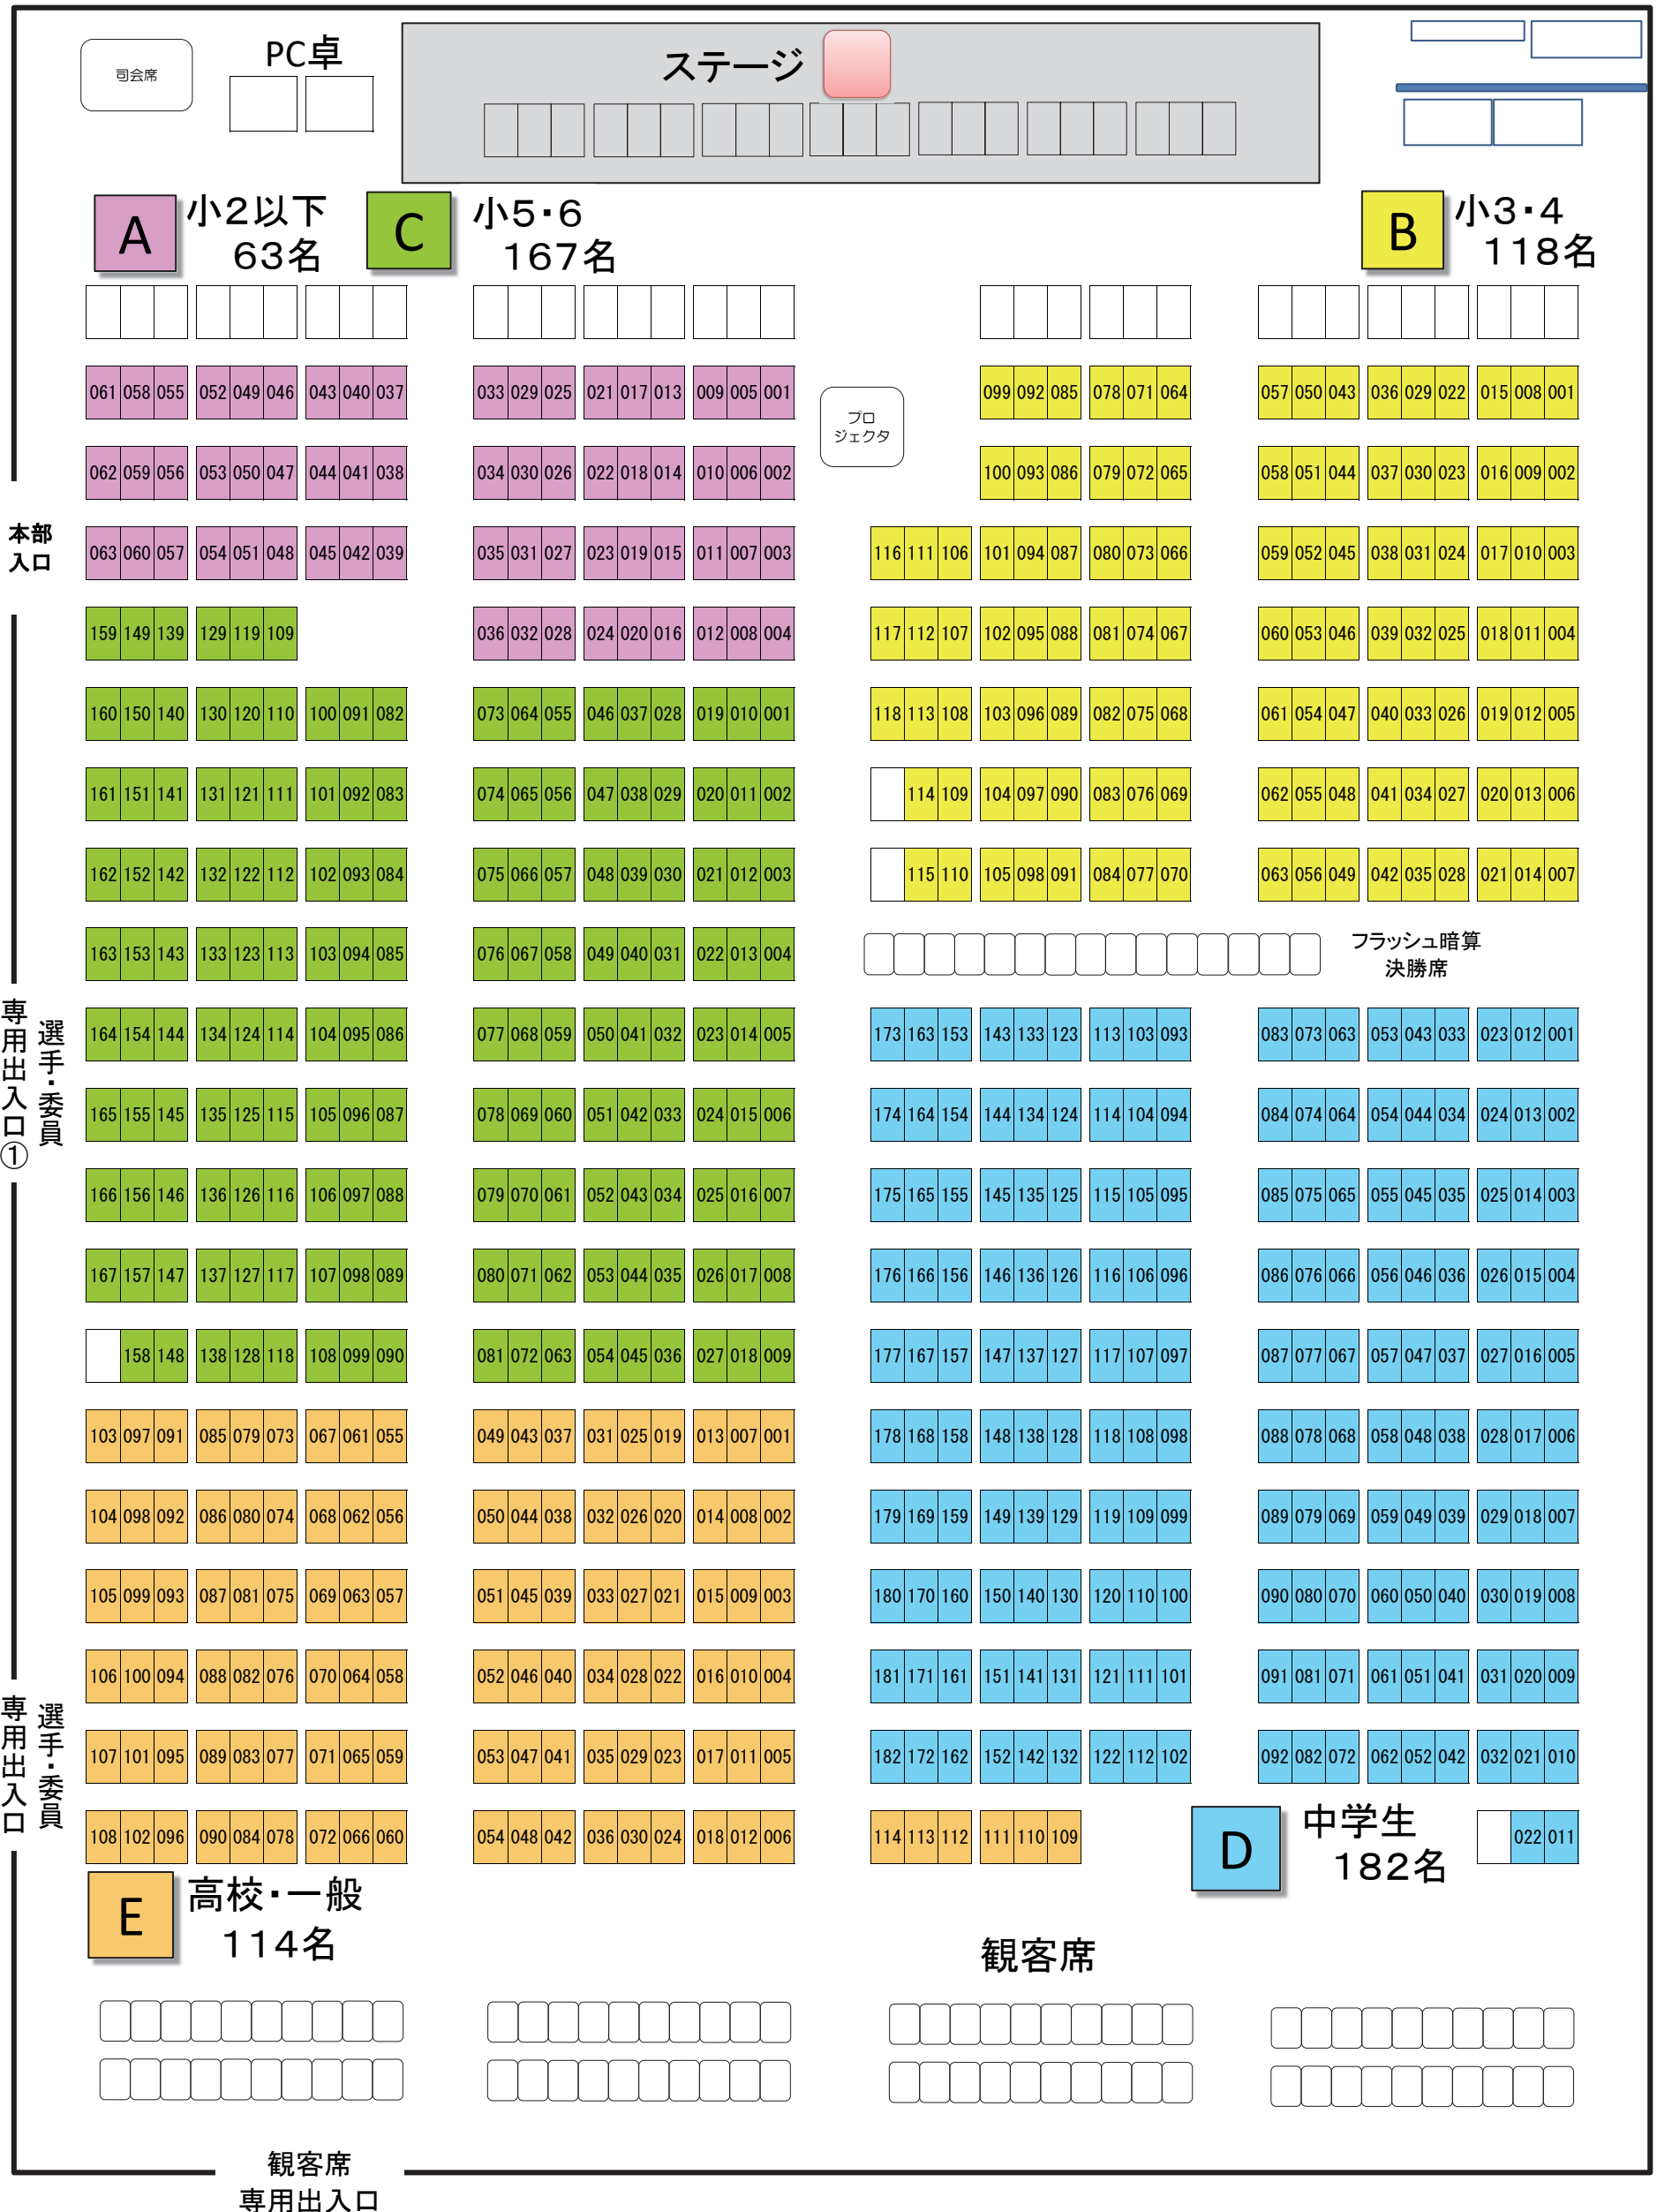 司会席
PC卓
ステージ
A
小2以下
63名
C
小5・6
167名
B
小3・4
118名
061 058 055 052 049 046 043 040 037 033 029 025 021 017 013 009 005 001 099 092 085 078 071 064 057 050 043 036 029 022 015 008 001
プロ
ジェクタ
062 059 056 053 050 047 044 041 038 034 030 026 022 018 014 010 006 002 100 093 086 079 072 065 058 051 044 037 030 023 016 009 002
本部
入口
063 060 057 054 051 048 045 042 039 035 031 027 023 019 015 011 007 003 116 111 106 101 094 087 080 073 066 059 052 045 038 031 024 017 010 003
159 149 139 129 119 109 036 032 028 024 020 016 012 008 004 117 112 107 102 095 088 081 074 067 060 053 046 039 032 025 018 011 004
160 150 140 130 120 110 100 091 082 073 064 055 046 037 028 019 010 001 118 113 108 103 096 089 082 075 068 061 054 047 040 033 026 019 012 005
161 151 141 131 121 111 101 092 083 074 065 056 047 038 029 020 011 002 114 109 104 097 090 083 076 069 062 055 048 041 034 027 020 013 006
162 152 142 132 122 112 102 093 084 075 066 057 048 039 030 021 012 003 115 110 105 098 091 084 077 070 063 056 049 042 035 028 021 014 007
163 153 143 133 123 113 103 094 085 076 067 058 049 040 031 022 013 004
フラッシュ暗算
決勝席
選手・委員
専用出入口①
164 154 144 134 124 114 104 095 086 077 068 059 050 041 032 023 014 005 173 163 153 143 133 123 113 103 093 083 073 063 053 043 033 023 012 001
165 155 145 135 125 115 105 096 087 078 069 060 051 042 033 024 015 006 174 164 154 144 134 124 114 104 094 084 074 064 054 044 034 024 013 002
166 156 146 136 126 116 106 097 088 079 070 061 052 043 034 025 016 007 175 165 155 145 135 125 115 105 095 085 075 065 055 045 035 025 014 003
167 157 147 137 127 117 107 098 089 080 071 062 053 044 035 026 017 008 176 166 156 146 136 126 116 106 096 086 076 066 056 046 036 026 015 004
158 148 138 128 118 108 099 090 081 072 063 054 045 036 027 018 009 177 167 157 147 137 127 117 107 097 087 077 067 057 047 037 027 016 005
103 097 091 085 079 073 067 061 055 049 043 037 031 025 019 013 007 001 178 168 158 148 138 128 118 108 098 088 078 068 058 048 038 028 017 006
104 098 092 086 080 074 068 062 056 050 044 038 032 026 020 014 008 002 179 169 159 149 139 129 119 109 099 089 079 069 059 049 039 029 018 007
105 099 093 087 081 075 069 063 057 051 045 039 033 027 021 015 009 003 180 170 160 150 140 130 120 110 100 090 080 070 060 050 040 030 019 008
106 100 094 088 082 076 070 064 058 052 046 040 034 028 022 016 010 004 181 171 161 151 141 131 121 111 101 091 081 071 061 051 041 031 020 009
選手・委員
専用出入口
107 101 095 089 083 077 071 065 059 053 047 041 035 029 023 017 011 005 182 172 162 152 142 132 122 112 102 092 082 072 062 052 042 032 021 010
108 102 096 090 084 078 072 066 060 054 048 042 036 030 024 018 012 006 114 113 112 111 110 109 022 011
D
中学生
182名
E
高校・一般
114名
観客席
観客席
専用出入口